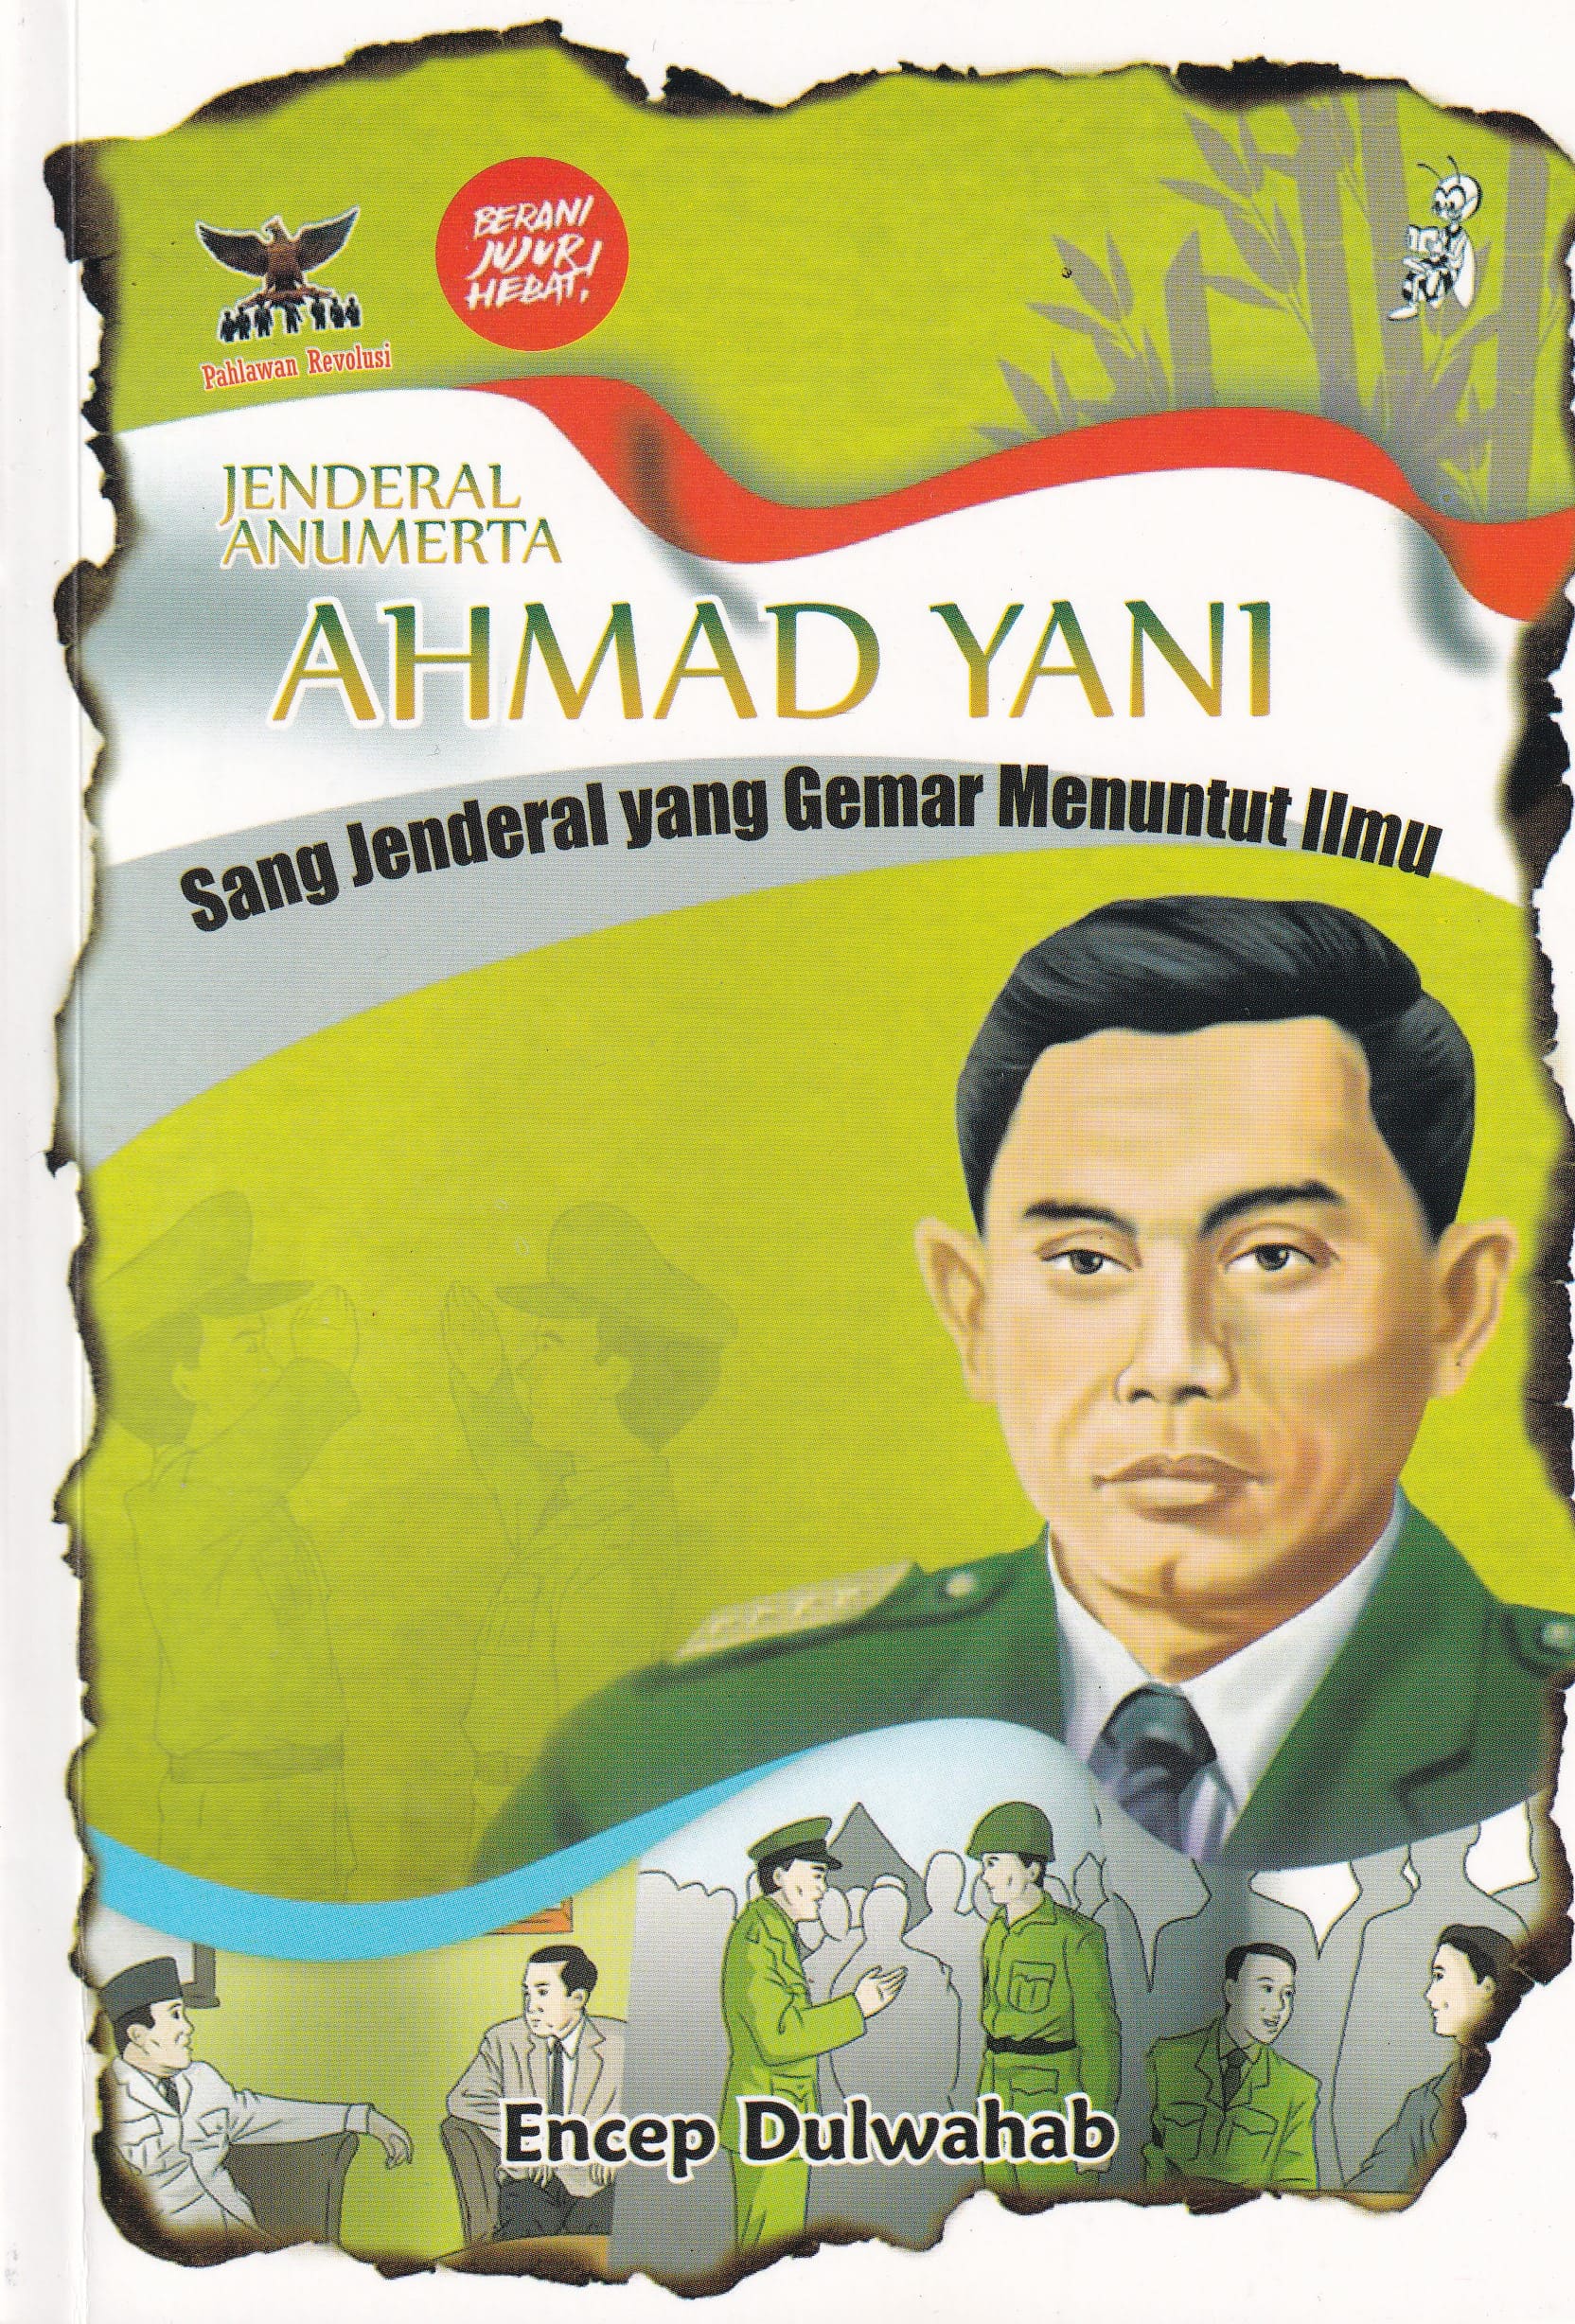 BERANI
JUJUR
HEBAT!
Pahlawan Revolusi
JENDERAL
ANUMERTA
AHMAD YANI
Sang Jenderal yang Gemar Menuntut Ilmu
Encep Dulwahab